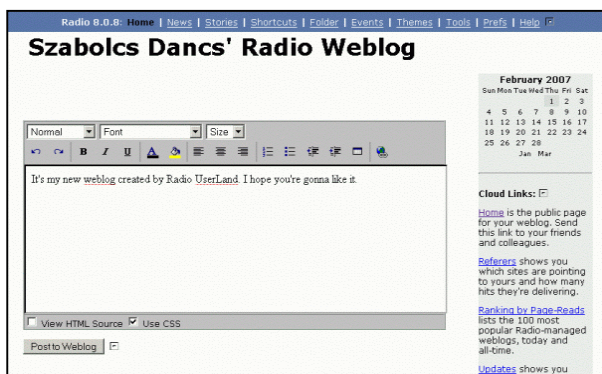 Radio 8.0.8: Home | News | Stories | Shortcuts | Folder | Events | Themes | Tools | Prefs | Help
Szabolcs Dancs' Radio Weblog
Normal Font Size
B I U A
It's my new weblog created by Radio UserLand. I hope you're gonna like it.
View HTML Source Use CSS
Post to Weblog
February 2007
Sun Mon Tue Wed Thu Fri Sat
1 2 3
4 5 6 7 8 9 10
11 12 13 14 15 16 17
18 19 20 21 22 23 24
25 26 27 28
Jan Mar
Cloud Links:
Home is the public page
for your weblog. Send
this link to your friends
and colleagues.
Referers shows you
which sites are pointing
to yours and how many
hits they're delivering.
Ranking by Page-Reads
lists the 100 most
popular Radio-managed
weblogs, today and
all-time.
Updates shows you